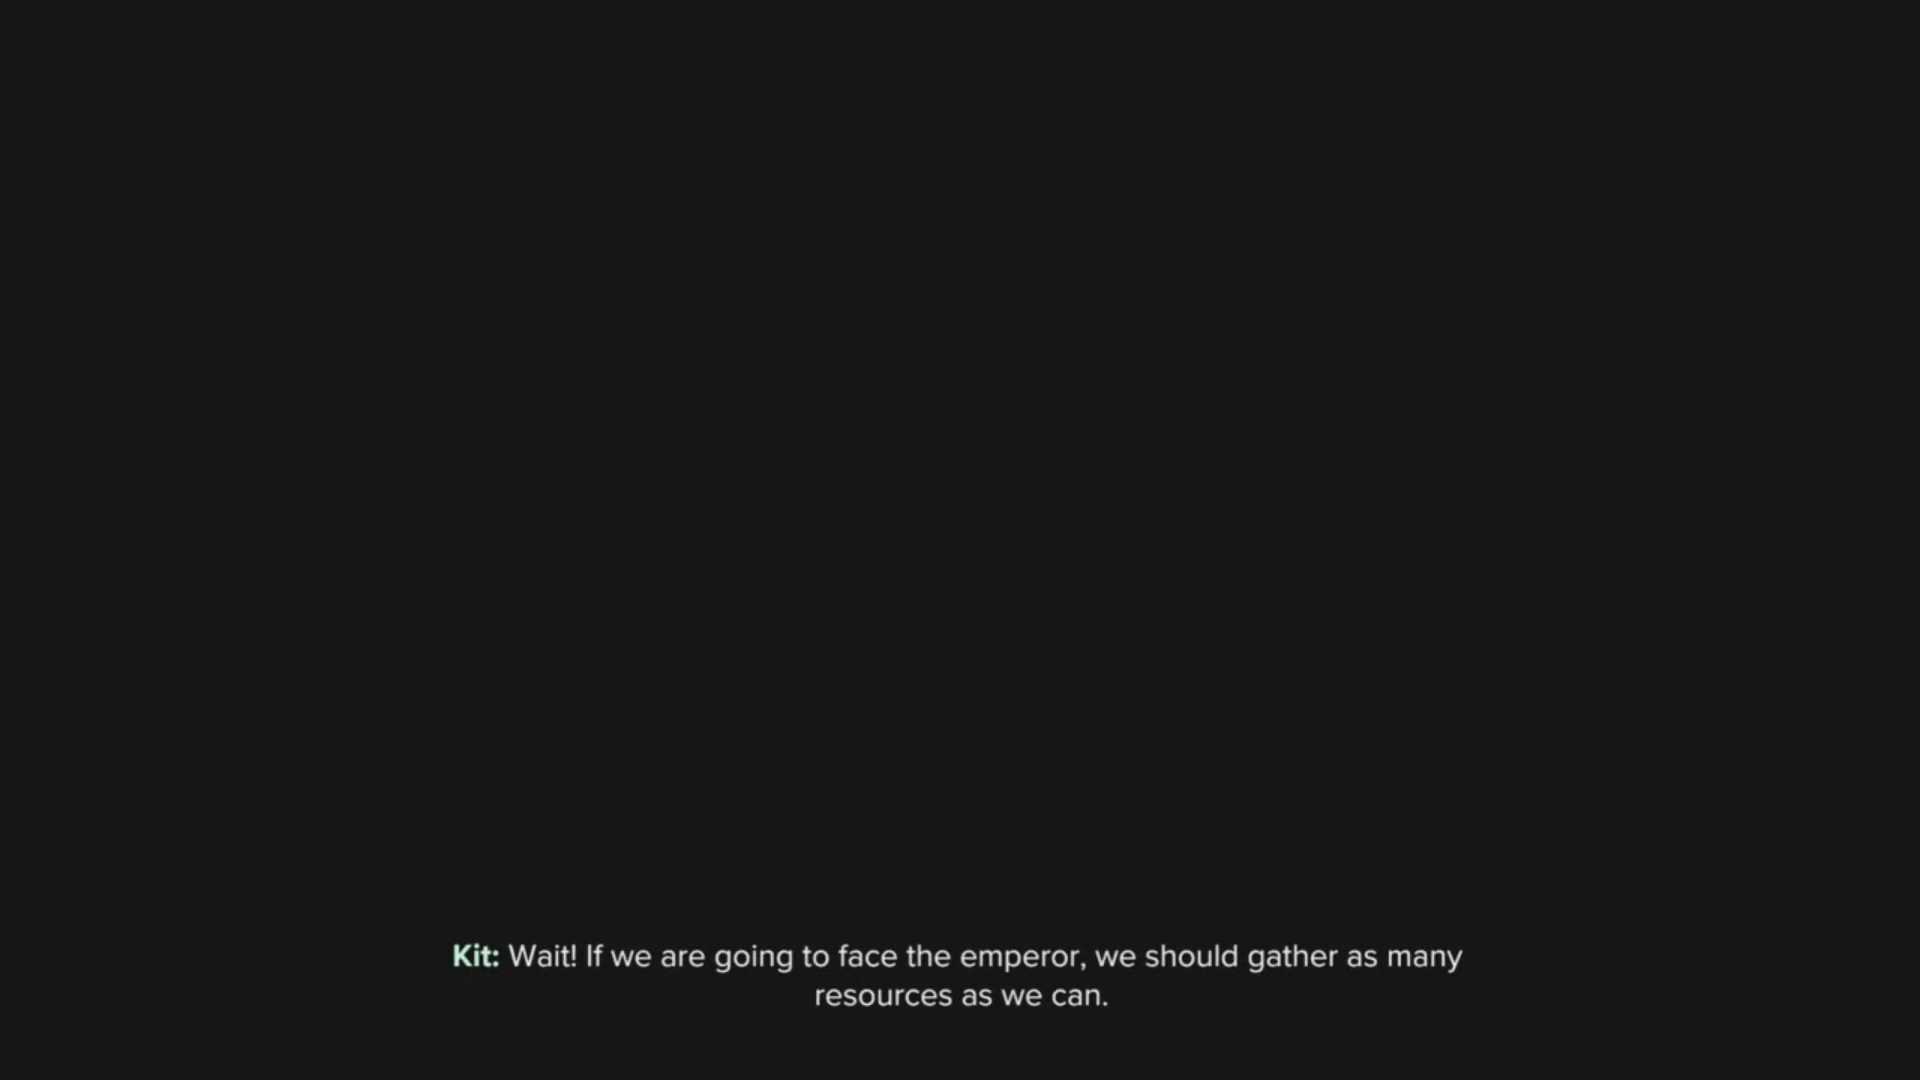 Kit: Wait! If we are going to face the emperor, we should gather as many
resources as we can.